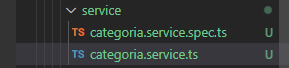 service
TS categoria.service.spec.ts U
TS categoria.service.ts U